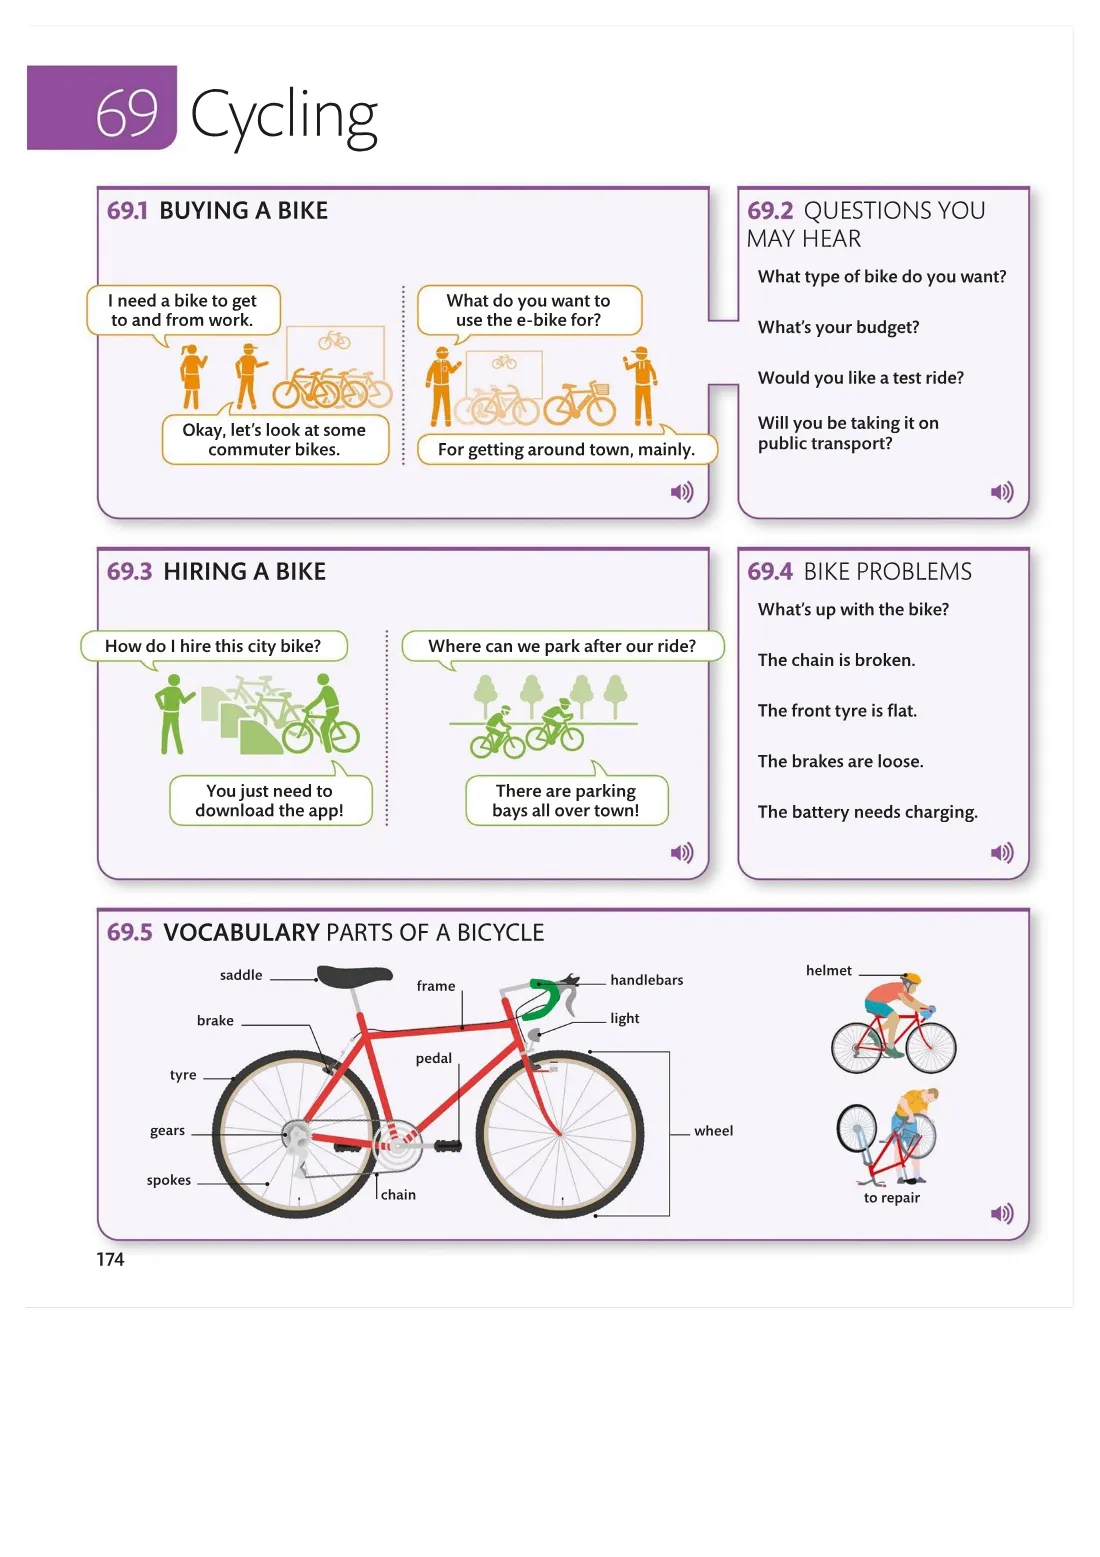 69 Cycling
69.1 BUYING A BIKE
I need a bike to get
to and from work.
Okay, let's look at some
commuter bikes.
What do you want to
use the e-bike for?
For getting around town, mainly.
69.2 QUESTIONS YOU
MAY HEAR
What type of bike do you want?
What's your budget?
Would you like a test ride?
Will you be taking it on
public transport?
69.3 HIRING A BIKE
How do I hire this city bike?
You just need to
download the app!
Where can we park after our ride?
There are parking
bays all over town!
69.4 BIKE PROBLEMS
What's up with the bike?
The chain is broken.
The front tyre is flat.
The brakes are loose.
The battery needs charging.
69.5 VOCABULARY PARTS OF A BICYCLE
saddle
frame
handlebars
brake
light
pedal
tyre
gears
wheel
spokes
chain
helmet
to repair
174